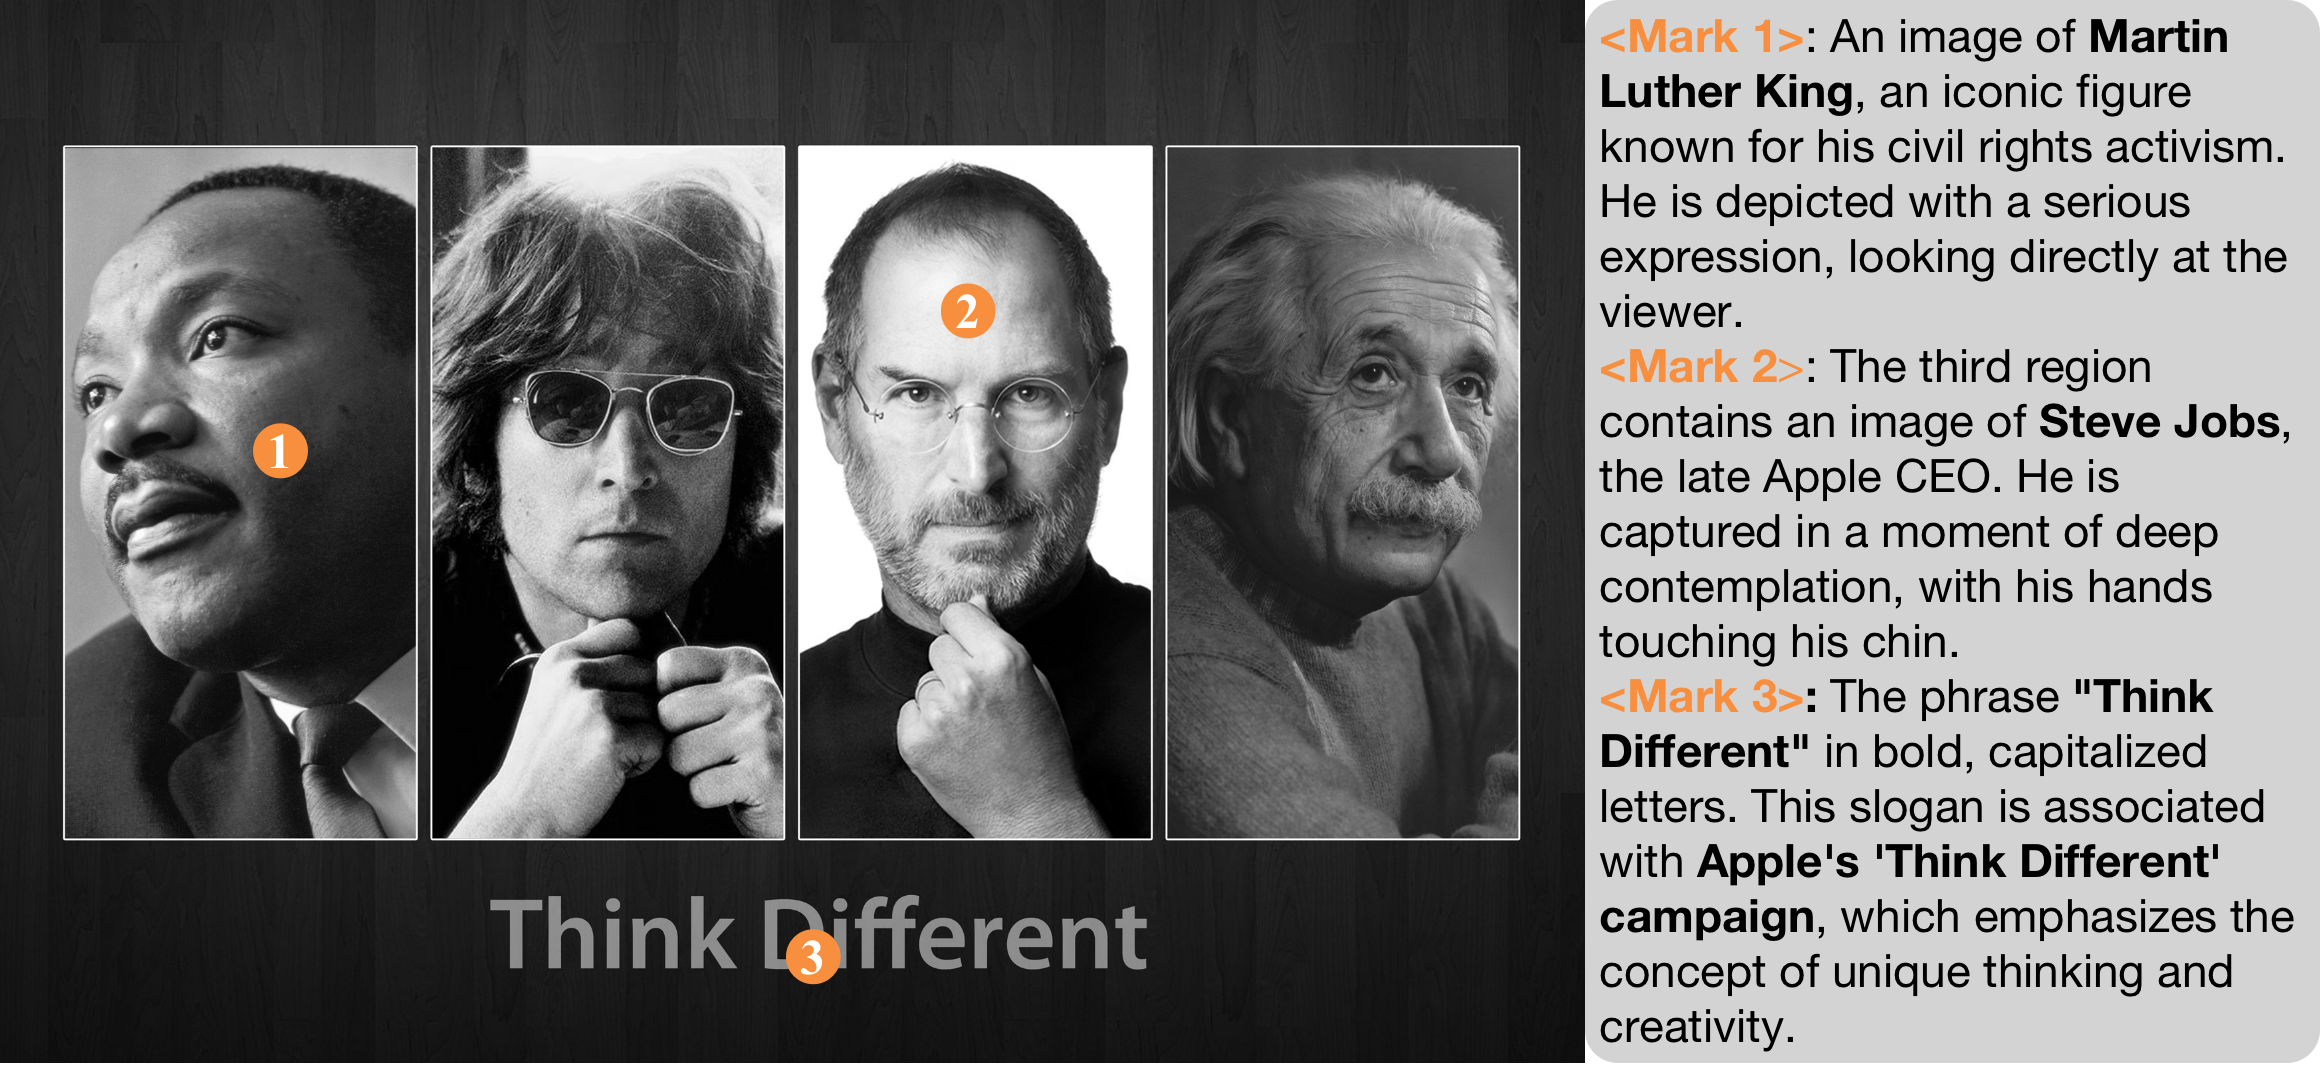 1
2
3
Think Different
<Mark 1>: An image of Martin
Luther King, an iconic figure
known for his civil rights activism.
He is depicted with a serious
expression, looking directly at the
viewer.
<Mark 2>: The third region
contains an image of Steve Jobs,
the late Apple CEO. He is
captured in a moment of deep
contemplation, with his hands
touching his chin.
<Mark 3>: The phrase "Think
Different" in bold, capitalized
letters. This slogan is associated
with Apple's 'Think Different'
campaign, which emphasizes the
concept of unique thinking and
creativity.